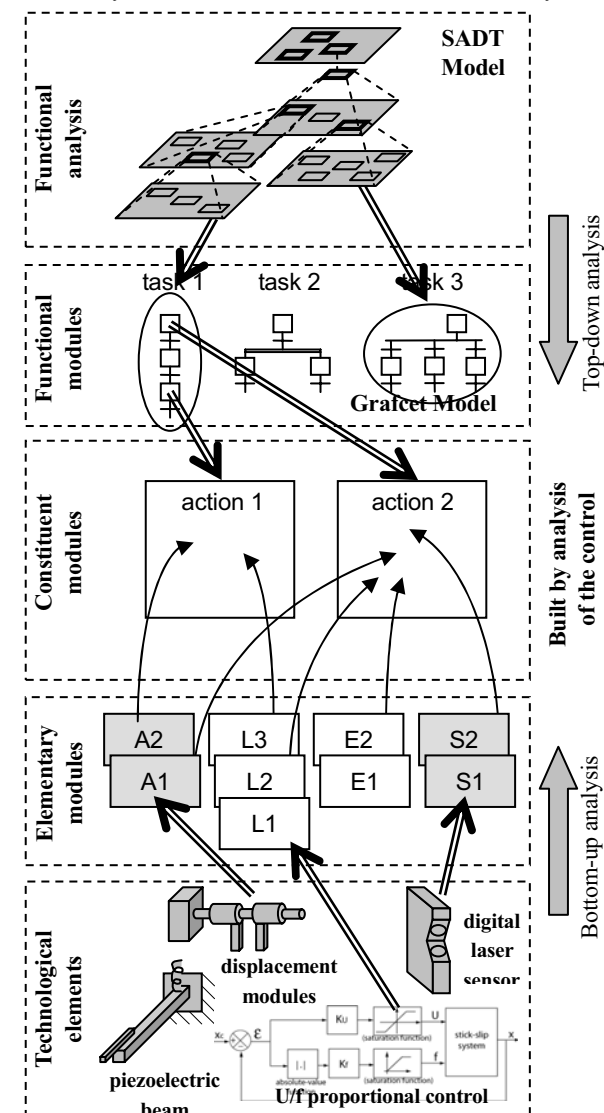 SADT
Model
Functional
analysis
Top-down analysis
task 1
task 2
task 3
Functional
modules
Grafcet Model
Constituent
modules
action 1
action 2
Built by analysis
of the control
Elementary
modules
A2
L3
E2
S2
A1
L2
E1
S1
L1
Bottom-up analysis
Technological
elements
displacement
modules
digital
laser
sensor
piezoelectric
beam
xc
ε
Ku
(saturation function)
U
stick-slip
system
x
|.|
absolute-value
Kf
(saturation function)
f
U/f proportional control